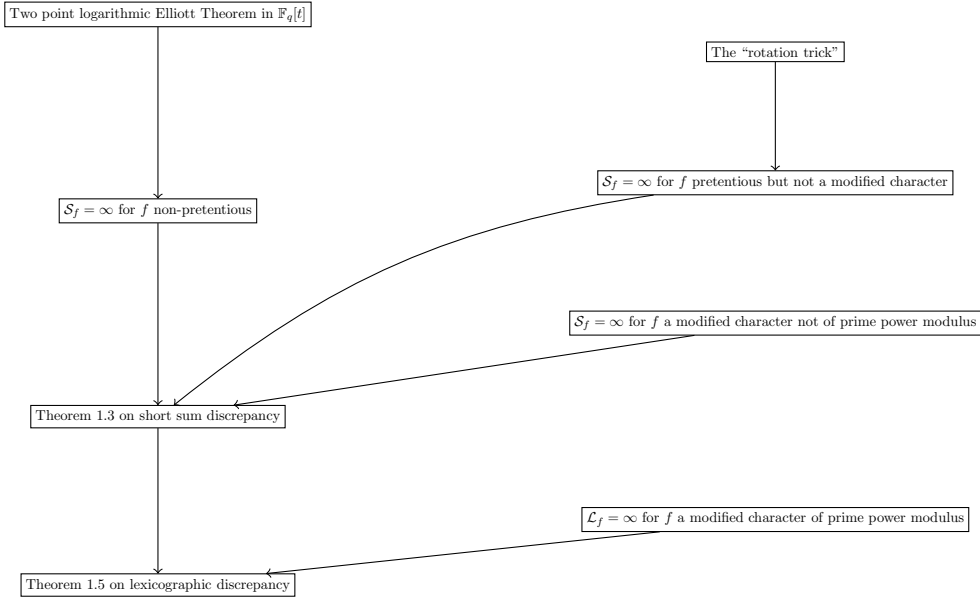 Two point logarithmic Elliott Theorem in 𝔽_q[t]
The “rotation trick”
𝒮_f = ∞ for f pretentious but not a modified character
𝒮_f = ∞ for f non-pretentious
𝒮_f = ∞ for f a modified character not of prime power modulus
Theorem 1.3 on short sum discrepancy
ℒ_f = ∞ for f a modified character of prime power modulus
Theorem 1.5 on lexicographic discrepancy